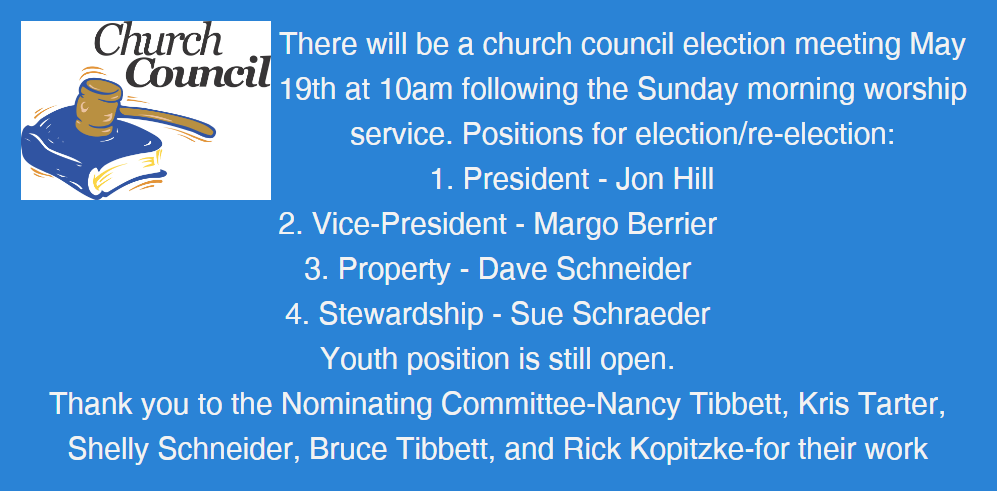 Church
Council
There will be a church council election meeting May
19th at 10am following the Sunday morning worship
service. Positions for election/re-election:
1. President - Jon Hill
2. Vice-President - Margo Berrier
3. Property - Dave Schneider
4. Stewardship - Sue Schraeder
Youth position is still open.
Thank you to the Nominating Committee-Nancy Tibbett, Kris Tarter,
Shelly Schneider, Bruce Tibbett, and Rick Kopitzke-for their work